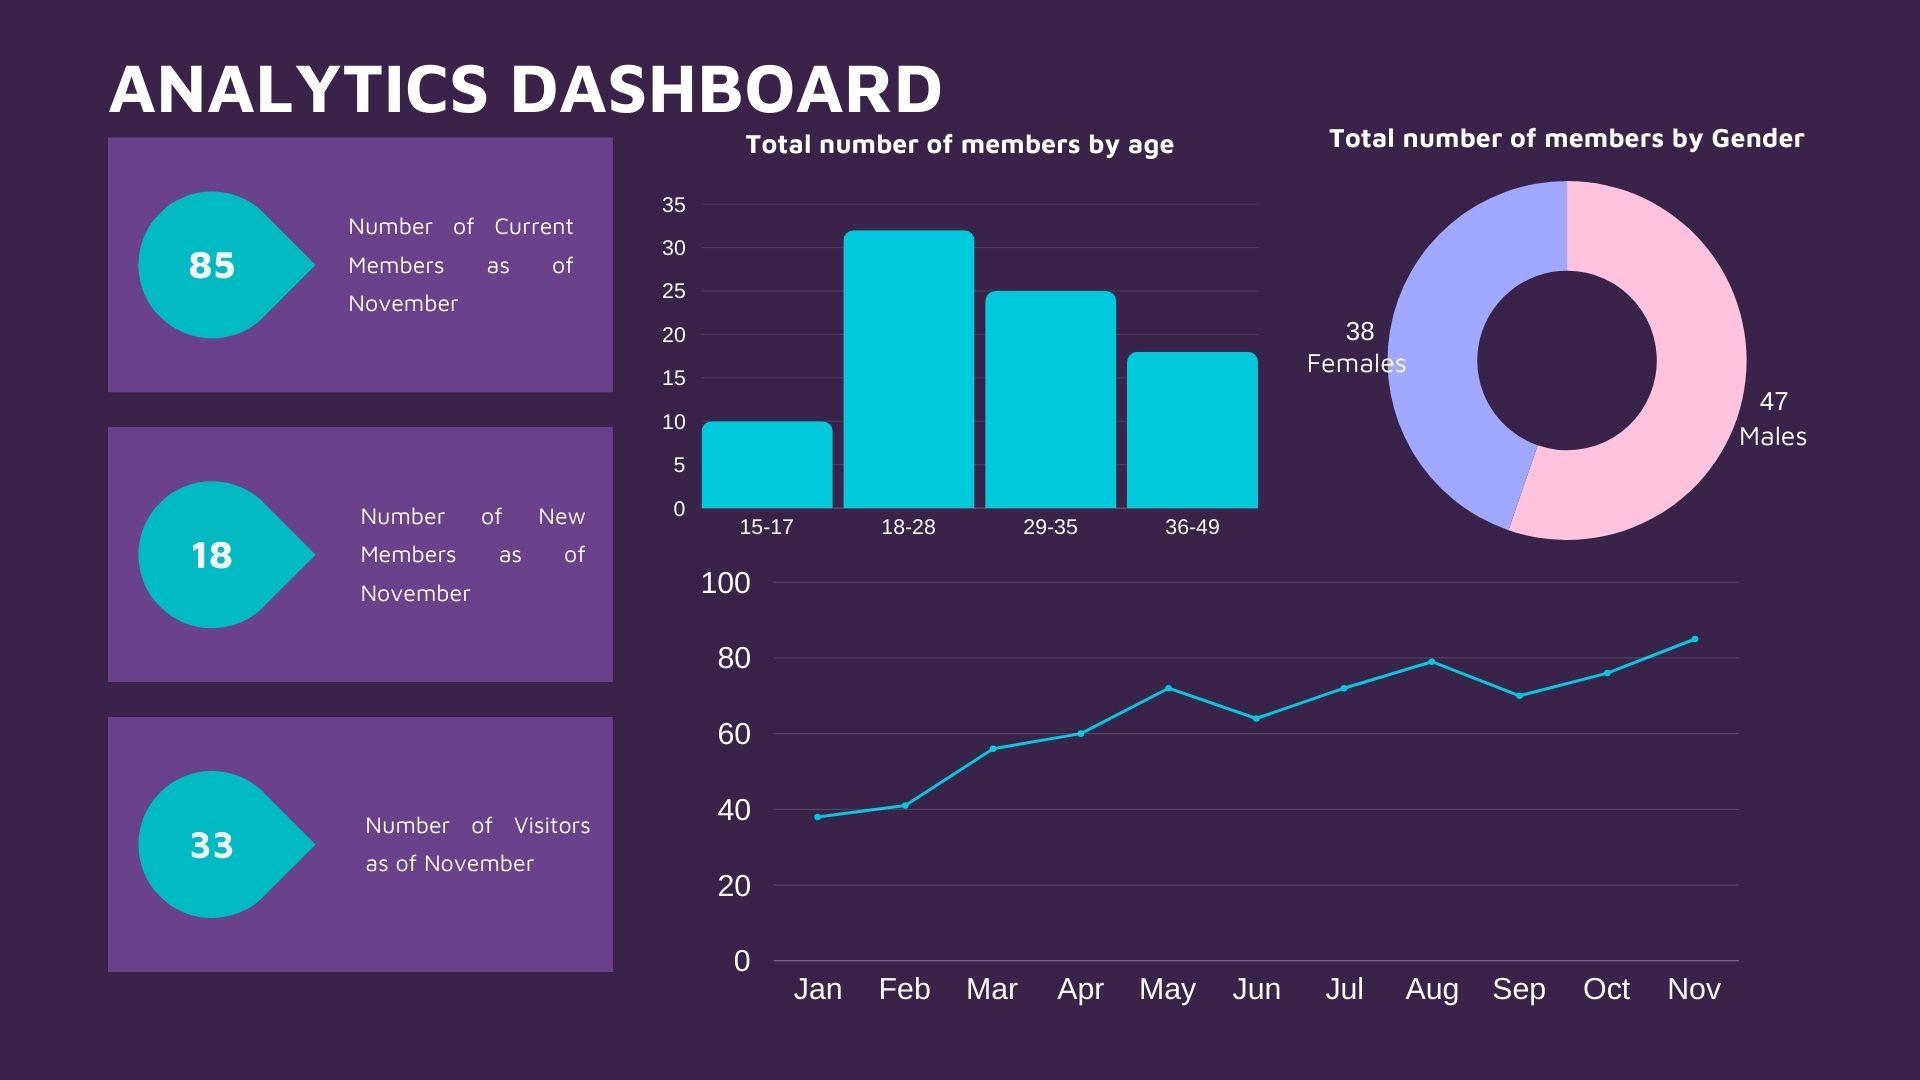 ANALYTICS DASHBOARD
85
Number of Current
Members as of
November
18
Number of New
Members as of
November
33
Number of Visitors
as of November
Total number of members by age
35
30
25
20
15
10
5
0
15-17 18-28 29-35 36-49
Total number of members by Gender
38
Females
47
Males
100
80
60
40
20
0
Jan Feb Mar Apr May Jun Jul Aug Sep Oct Nov